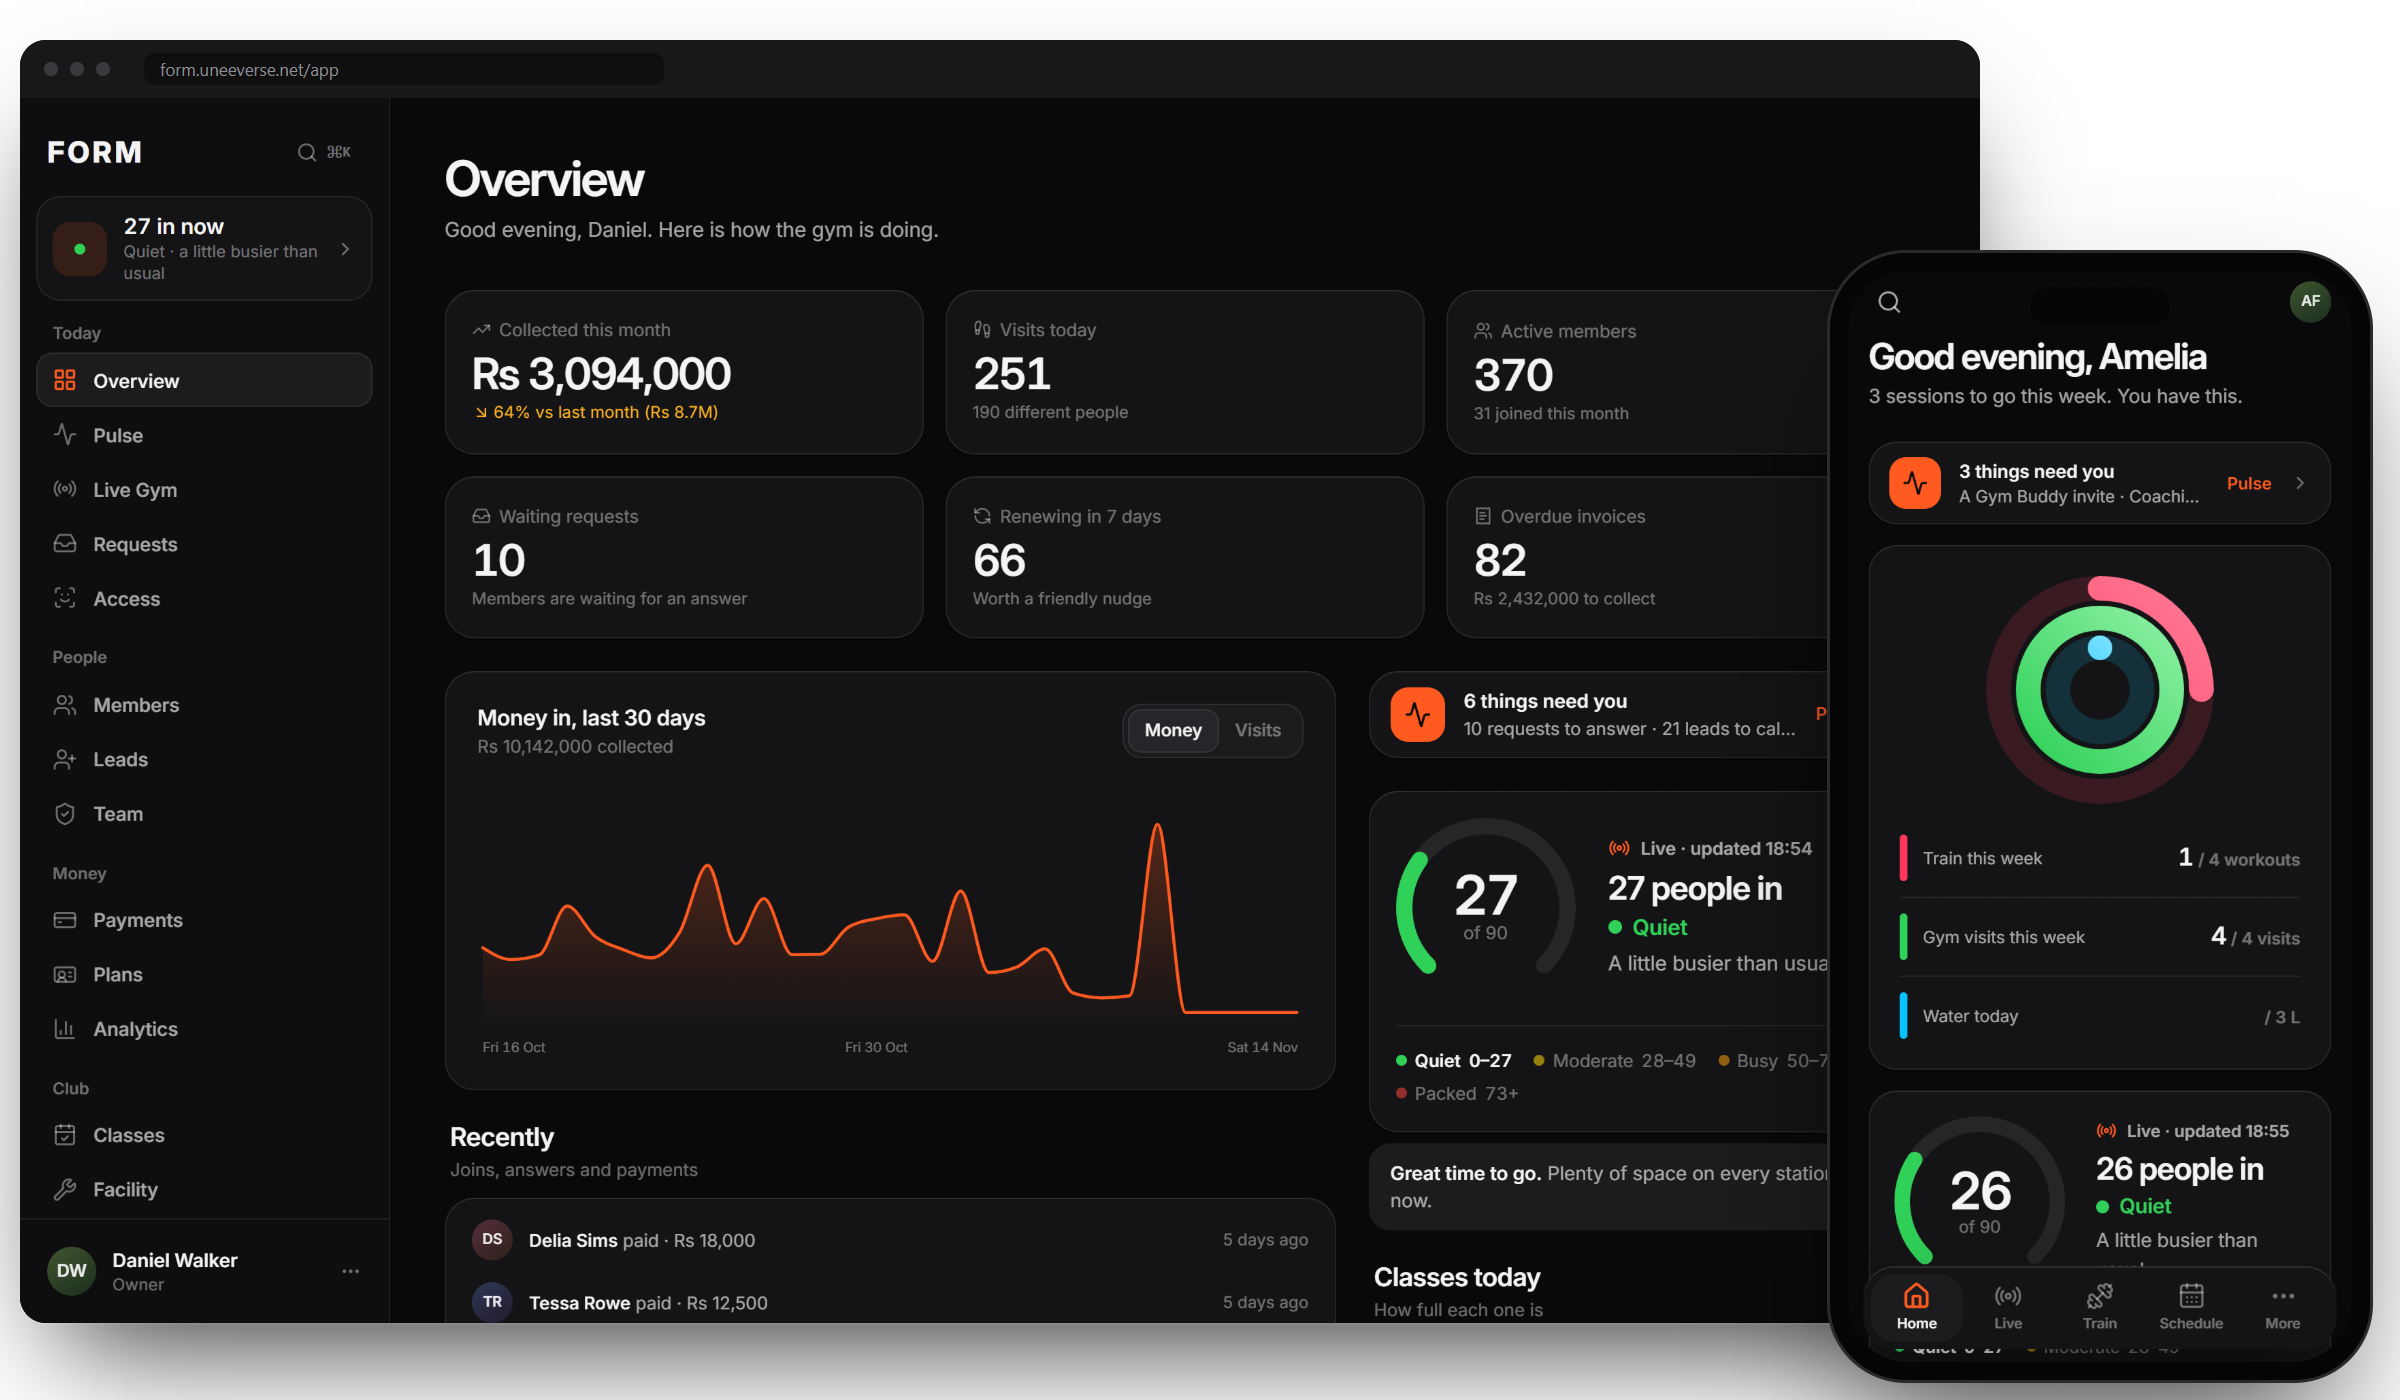 form.uneeverse.net/app
FORM
⌘K
27 in now
Quiet · a little busier than
usual
Today
Overview
Pulse
Live Gym
Requests
Access
People
Members
Leads
Team
Money
Payments
Plans
Analytics
Club
Classes
Facility
DW
Daniel Walker
Owner
Overview
Good evening, Daniel. Here is how the gym is doing.
Collected this month
Rs 3,094,000
64% vs last month (Rs 8.7M)
Visits today
251
190 different people
Active members
370
31 joined this month
Waiting requests
10
Members are waiting for an answer
Renewing in 7 days
66
Worth a friendly nudge
Overdue invoices
82
Rs 2,432,000 to collect
Money in, last 30 days
Rs 10,142,000 collected
Money
Visits
Fri 16 Oct
Fri 30 Oct
Sat 14 Nov
Recently
Joins, answers and payments
DS
Delia Sims paid · Rs 18,000
5 days ago
TR
Tessa Rowe paid · Rs 12,500
5 days ago
6 things need you
10 requests to answer · 21 leads to cal...
27
of 90
Live · updated 18:54
27 people in
Quiet
A little busier than
Quiet 0–27
Moderate 28–49
Busy
Packed 73+
Great time to go. Plenty of space on every
now.
Classes today
How full each one is
AF
Good evening, Amelia
3 sessions to go this week. You have this.
3 things need you
A Gym Buddy invite · Coachi...
Pulse
Train this week
1 / 4 workouts
Gym visits this week
4 / 4 visits
Water today
/ 3 L
26
of 90
Live · updated 18:55
26 people in
Quiet
A little busier than
Home
Live
Train
Schedule
More